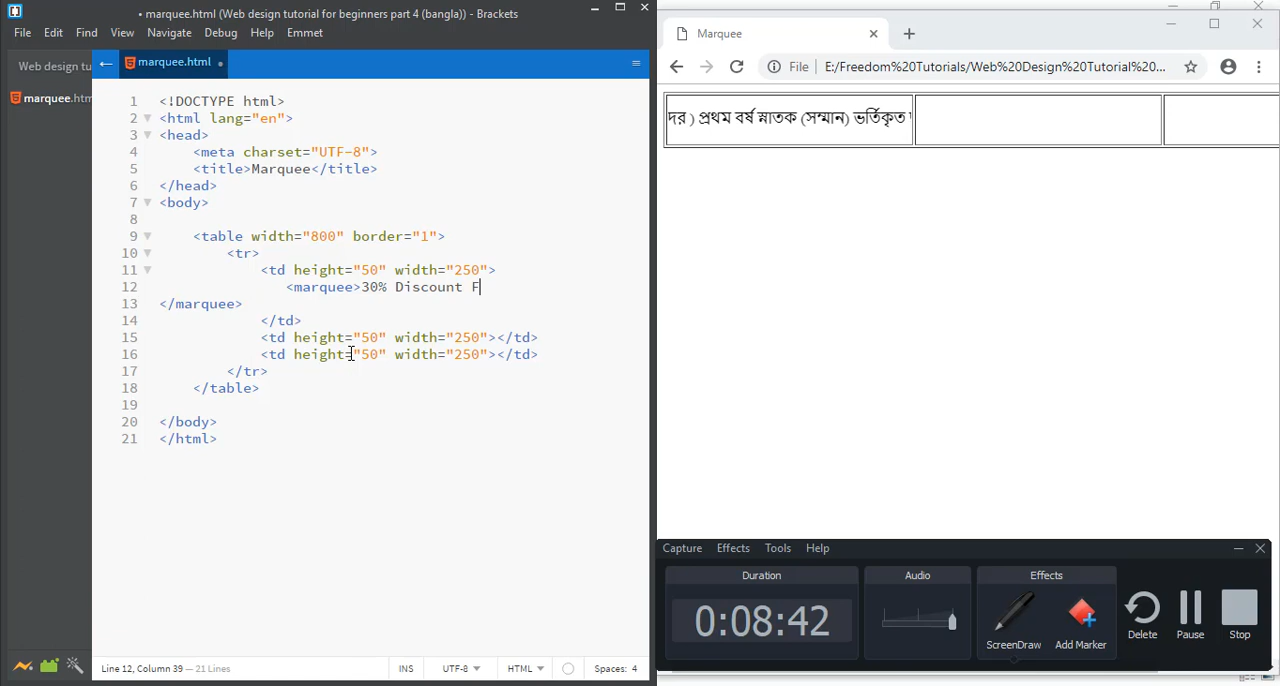 • marquee.html (Web design tutorial for beginners part 4 (bangla)) - Brackets
File Edit Find View Navigate Debug Help Emmet
Web design tu
marquee.htm
marquee.html •
1 <!DOCTYPE html>
2 <html lang="en">
3 <head>
4 <meta charset="UTF-8">
5 <title>Marquee</title>
6 </head>
7 <body>
8
9 <table width="800" border="1">
10 <tr>
11 <td height="50" width="250">
12 <marquee>30% Discount F
13 </marquee>
14 </td>
15 <td height="50" width="250"></td>
16 <td height="50" width="250"></td>
17 </tr>
18 </table>
19
20 </body>
21 </html>
Line 12, Column 39 — 21 Lines
INS UTF-8 HTML Spaces: 4
Marquee
File E:/Freedom%20Tutorials/Web%20Design%20Tutorial%20...
দর ) প্রথম বর্ষ স্নাতক (সম্মান) ভর্তিকৃত
Capture Effects Tools Help
Duration Audio Effects
0:08:42
ScreenDraw Add Marker Delete Pause Stop